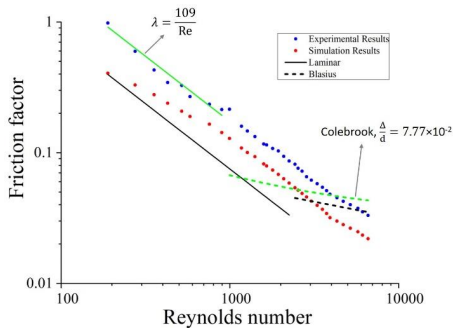 1
0.1
0.01
100
1000
10000
Friction factor
Reynolds number
λ = 109/Re
Experimental Results
Simulation Results
Laminar
Blasius
Colebrook, Δ/d = 7.77×10⁻²